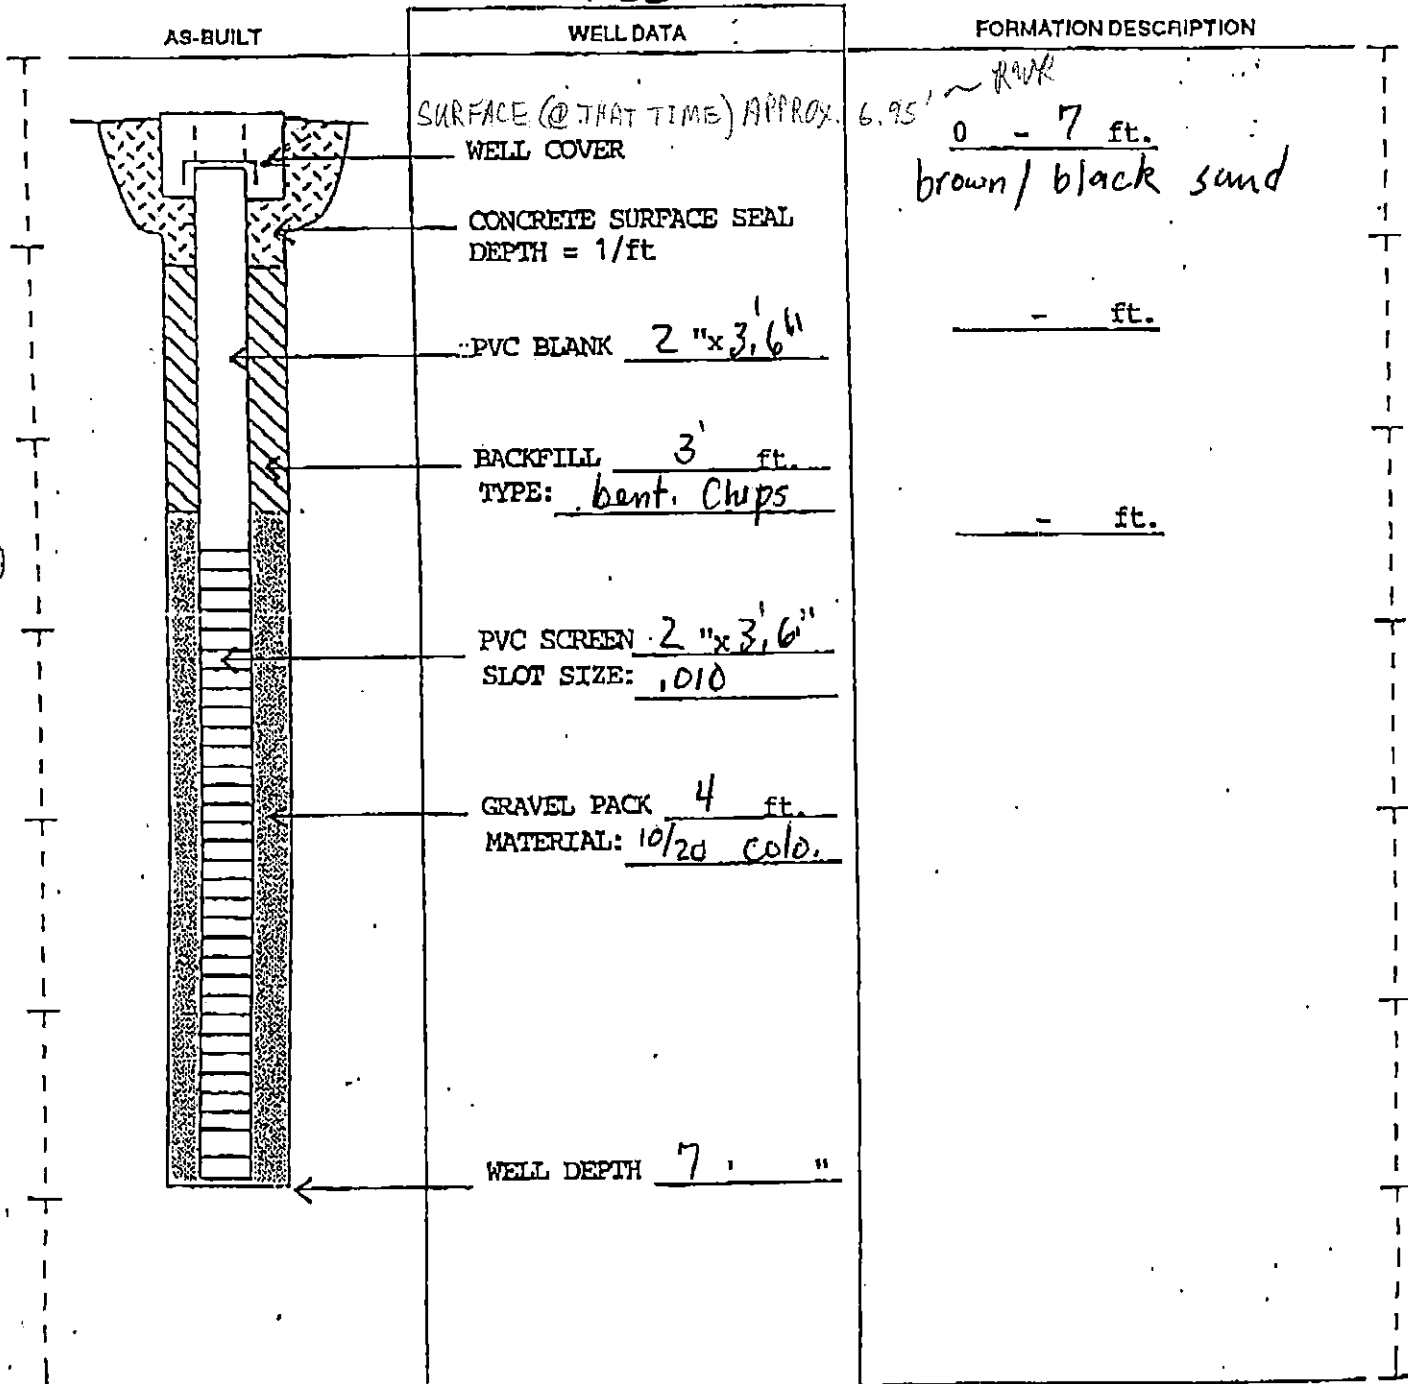 AS-BUILT
WELL DATA
FORMATION DESCRIPTION
SURFACE (@ THAT TIME) APPROX. 6.95' ~ RWR
WELL COVER
0 - 7 ft.
brown / black sand
CONCRETE SURFACE SEAL
DEPTH = 1/ft
- ft.
PVC BLANK 2 "x 3' 6"
BACKFILL 3' ft.
TYPE: bent. Chips
- ft.
PVC SCREEN 2 "x 3' 6"
SLOT SIZE: .010
GRAVEL PACK 4 ft.
MATERIAL: 10/20 colo.
WELL DEPTH 7 ' "